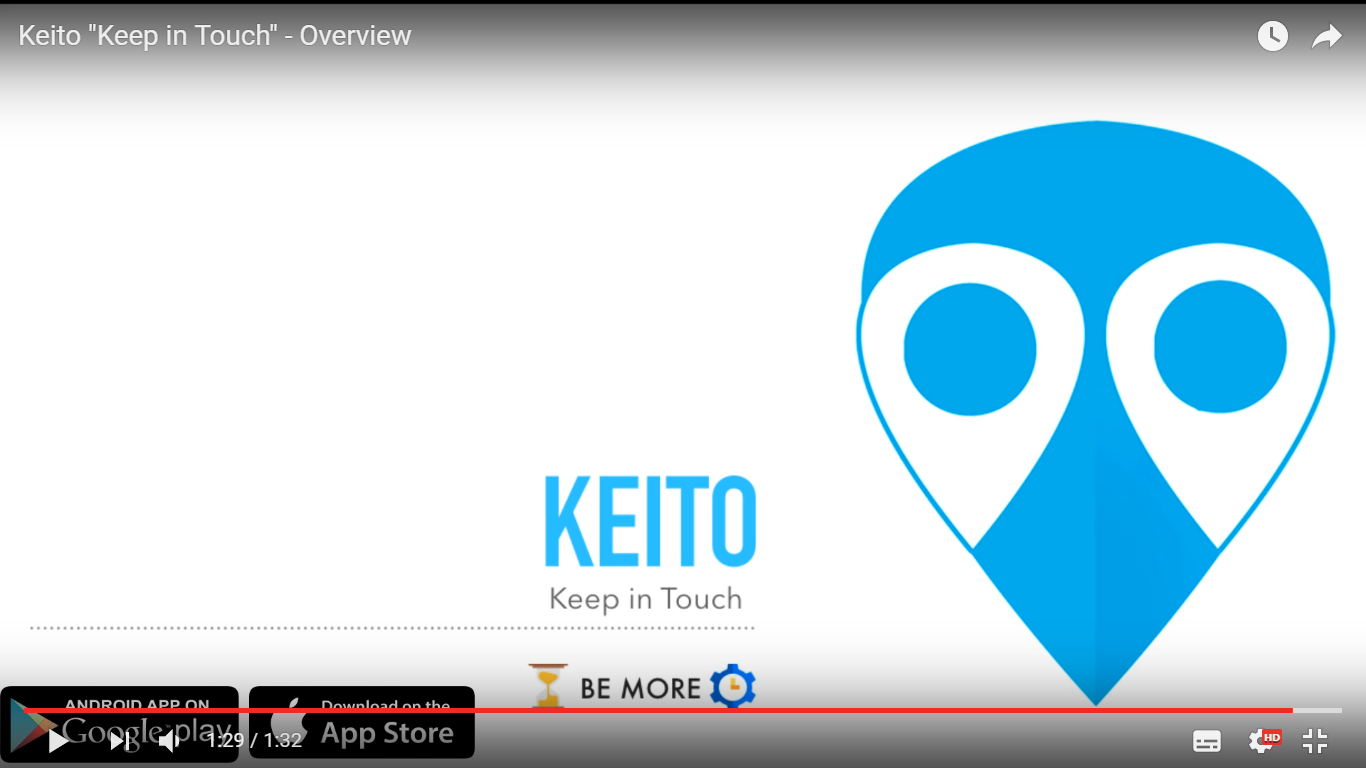 Keito "Keep in Touch" - Overview
KEITO
Keep in Touch
BE MORE
ANDROID APP ON
Google play
Download on the
App Store
1:29 / 1:32
HD